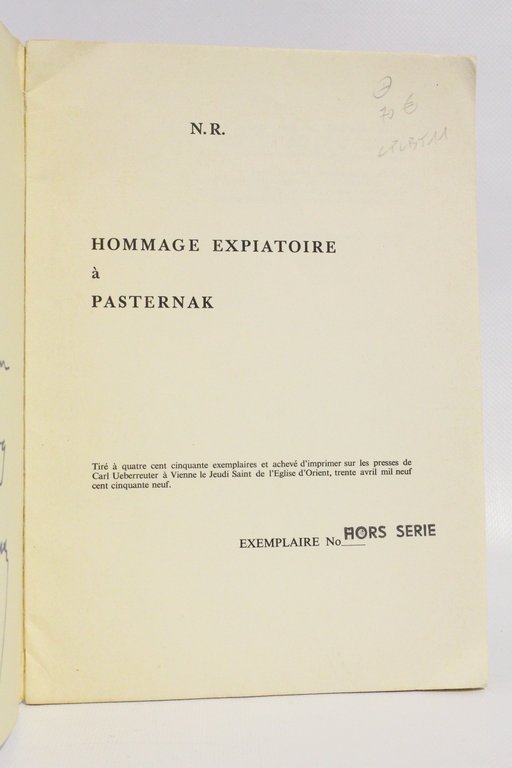 70 €
N. R.
HOMMAGE EXPIATOIRE
à
PASTERNAK
Tiré à quatre cent cinquante exemplaires et achevé d'imprimer sur les presses de
Carl Ueberreuter à Vienne le Jeudi Saint de l'Eglise d'Orient, trente avril mil neuf
cent cinquante neuf.
EXEMPLAIRE No HORS SERIE